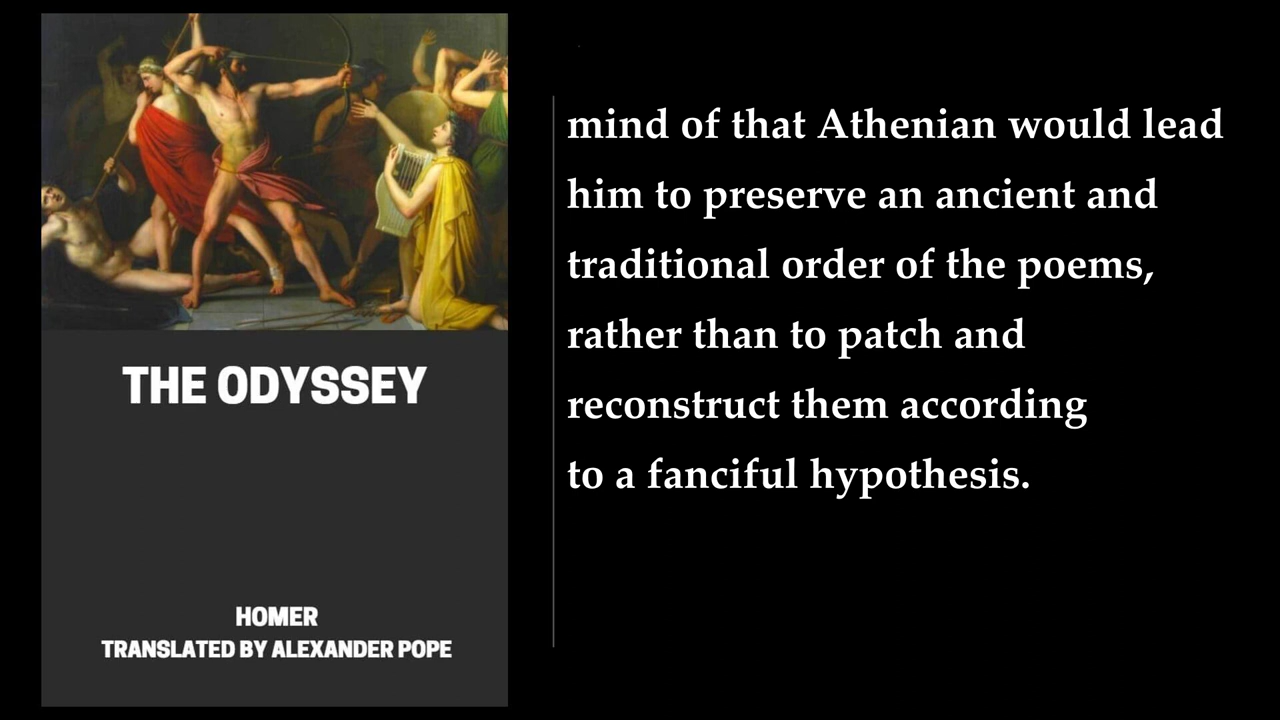 THE ODYSSEY
HOMER
TRANSLATED BY ALEXANDER POPE
mind of that Athenian would lead
him to preserve an ancient and
traditional order of the poems,
rather than to patch and
reconstruct them according
to a fanciful hypothesis.